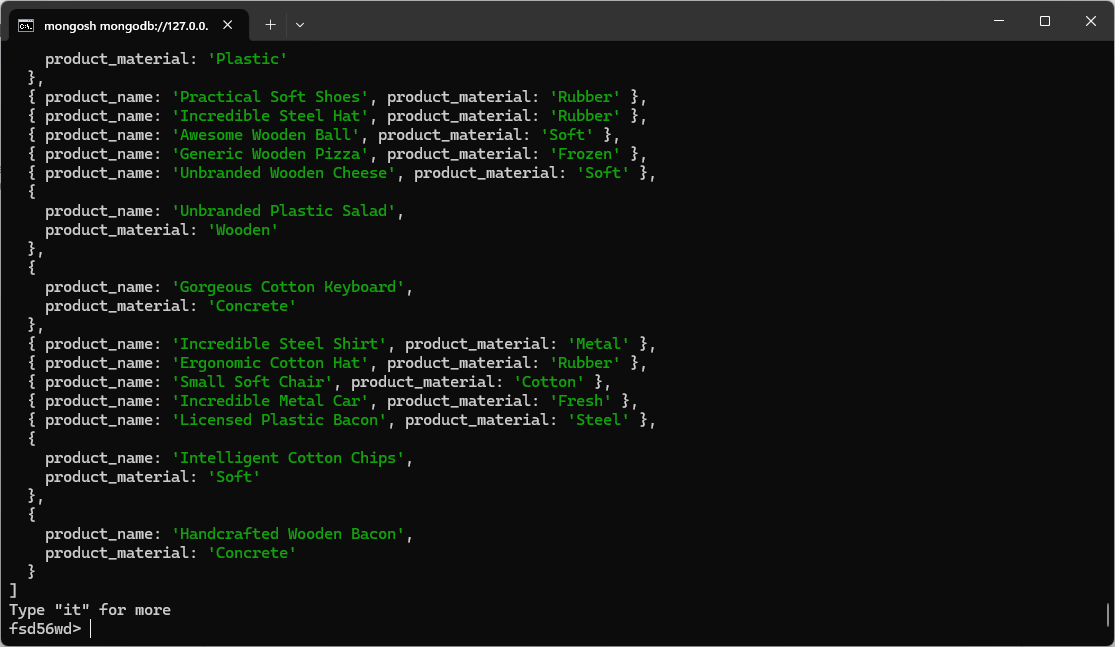 mongosh mongodb://127.0.0.
    product_material: 'Plastic'
  },
  { product_name: 'Practical Soft Shoes', product_material: 'Rubber' },
  { product_name: 'Incredible Steel Hat', product_material: 'Rubber' },
  { product_name: 'Awesome Wooden Ball', product_material: 'Soft' },
  { product_name: 'Generic Wooden Pizza', product_material: 'Frozen' },
  { product_name: 'Unbranded Wooden Cheese', product_material: 'Soft' },
  {
    product_name: 'Unbranded Plastic Salad',
    product_material: 'Wooden'
  },
  {
    product_name: 'Gorgeous Cotton Keyboard',
    product_material: 'Concrete'
  },
  { product_name: 'Incredible Steel Shirt', product_material: 'Metal' },
  { product_name: 'Ergonomic Cotton Hat', product_material: 'Rubber' },
  { product_name: 'Small Soft Chair', product_material: 'Cotton' },
  { product_name: 'Incredible Metal Car', product_material: 'Fresh' },
  { product_name: 'Licensed Plastic Bacon', product_material: 'Steel' },
  {
    product_name: 'Intelligent Cotton Chips',
    product_material: 'Soft'
  },
  {
    product_name: 'Handcrafted Wooden Bacon',
    product_material: 'Concrete'
  }
]
Type "it" for more
fsd56wd>